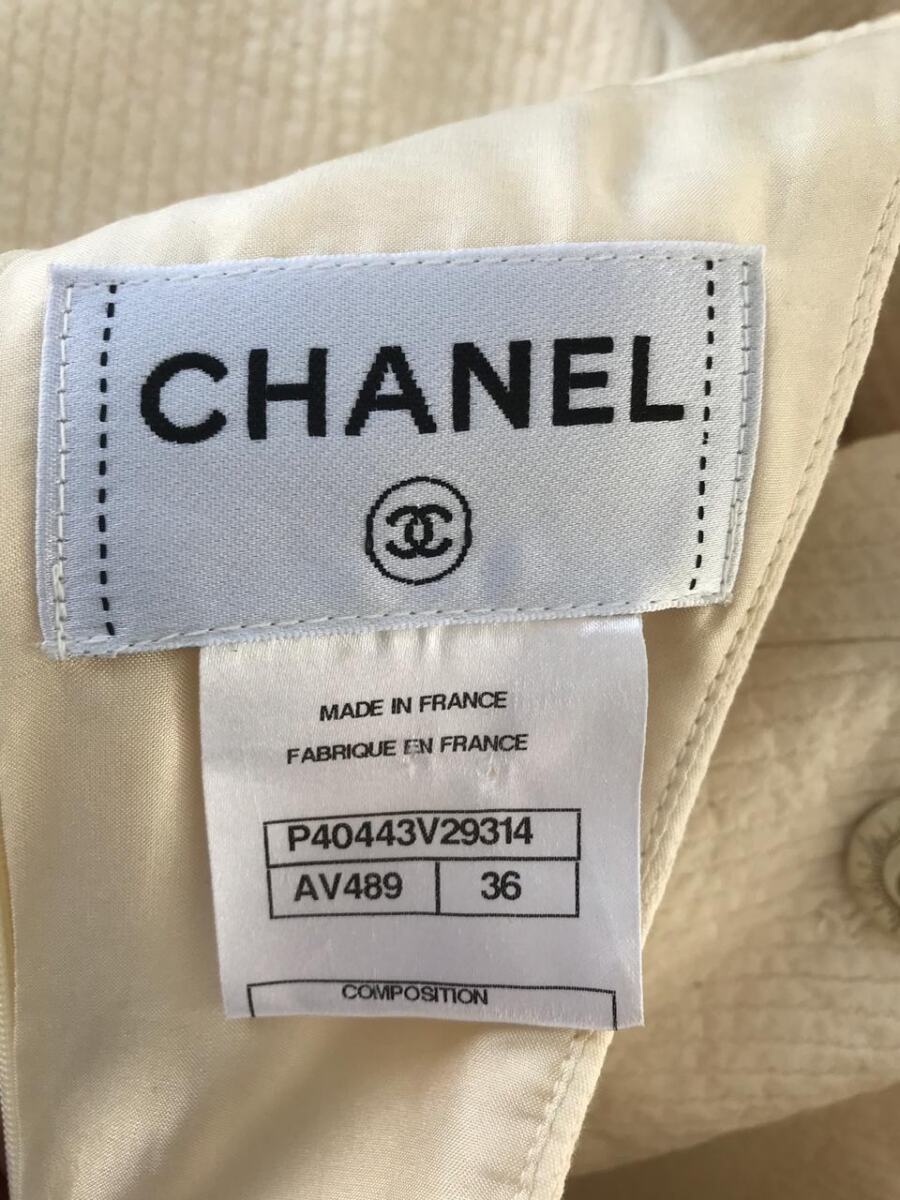 CHANEL
MADE IN FRANCE
FABRIQUE EN FRANCE
P40443V29314
AV489 36
COMPOSITION